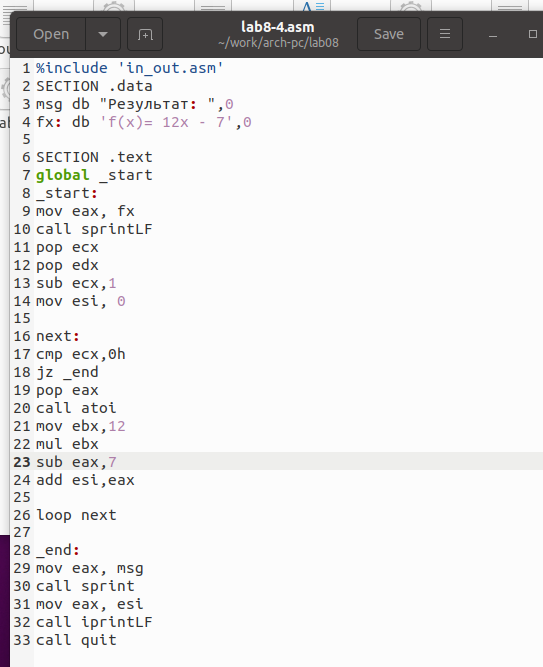 Open
lab8-4.asm
~/work/arch-pc/lab08
Save
1 %include 'in_out.asm'
2 SECTION .data
3 msg db "Результат: ",0
4 fx: db 'f(x)= 12x - 7',0
5
6 SECTION .text
7 global _start
8 _start:
9 mov eax, fx
10 call sprintLF
11 pop ecx
12 pop edx
13 sub ecx,1
14 mov esi, 0
15
16 next:
17 cmp ecx,0h
18 jz _end
19 pop eax
20 call atoi
21 mov ebx,12
22 mul ebx
23 sub eax,7
24 add esi,eax
25
26 loop next
27
28 _end:
29 mov eax, msg
30 call sprint
31 mov eax, esi
32 call iprintLF
33 call quit